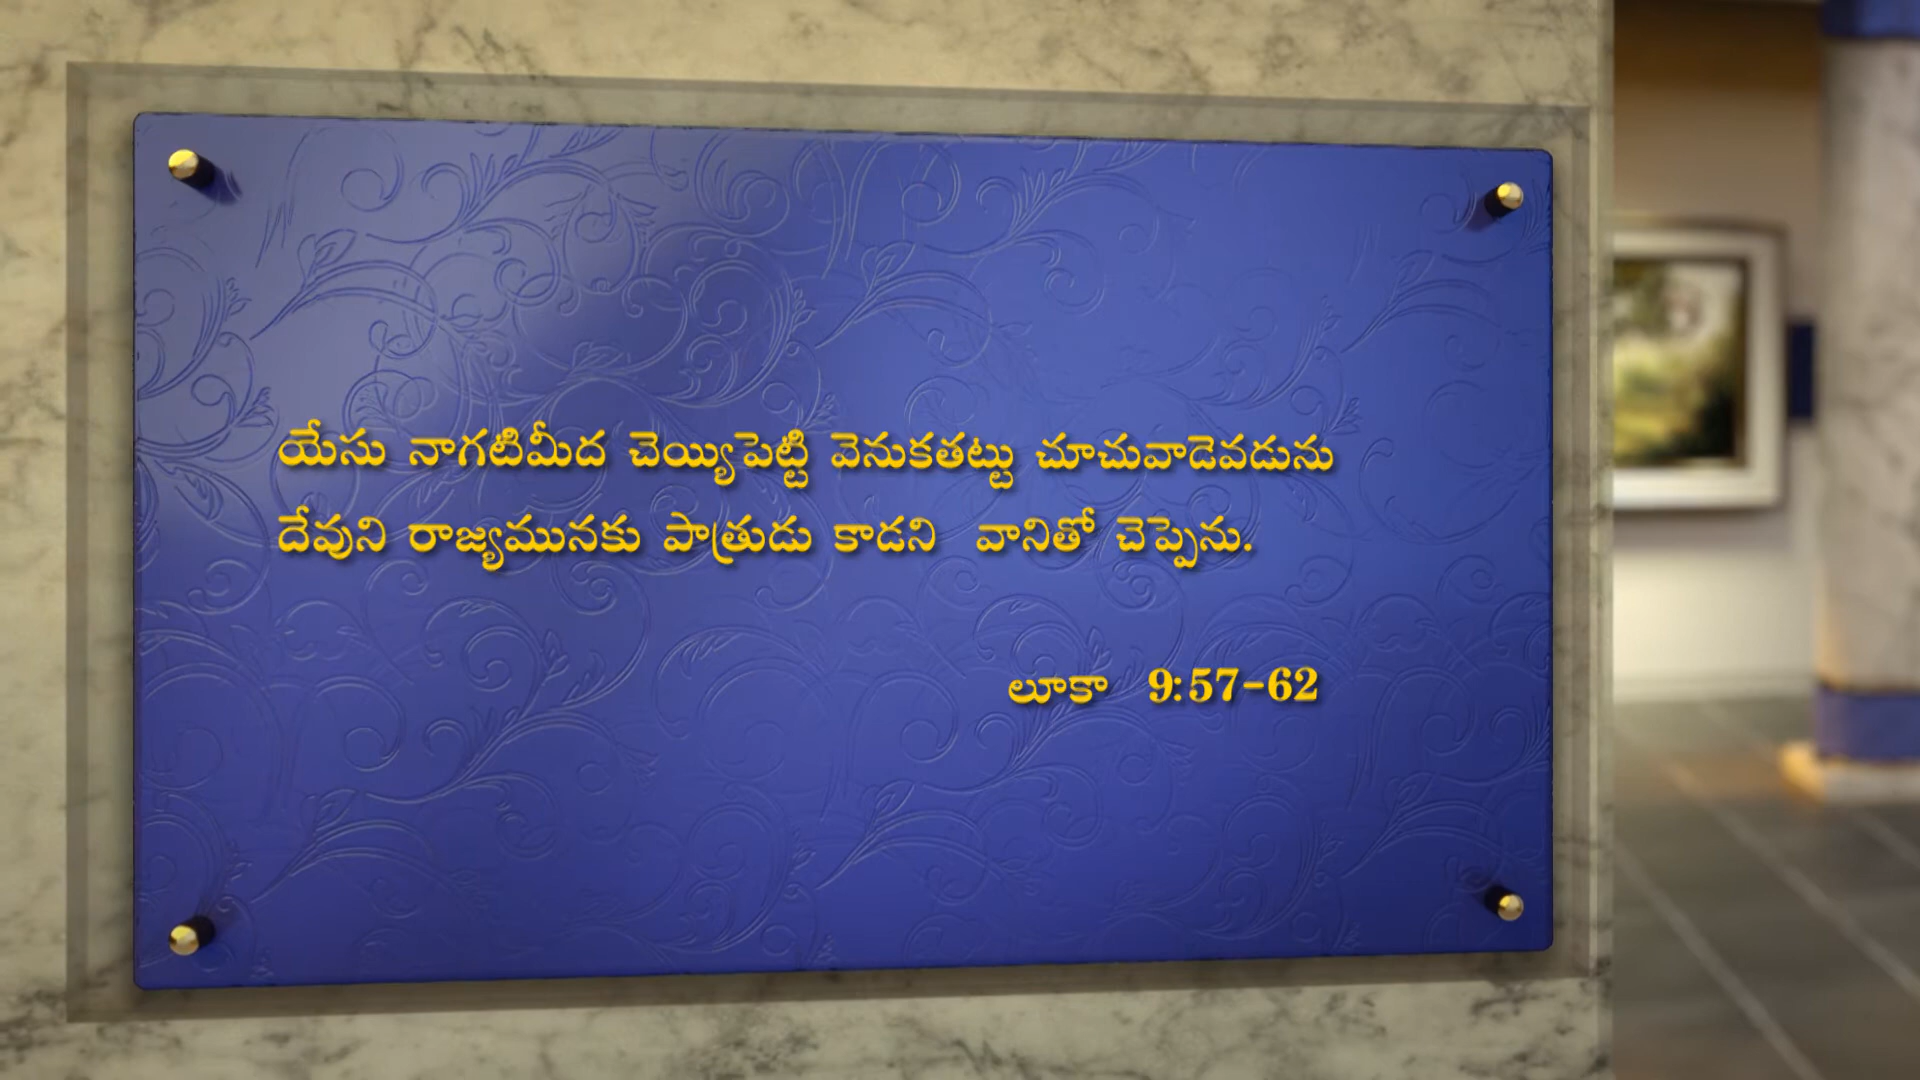 యేసు నాగటిమీద చెయ్యిపెట్టి వెనుకతట్టు చూచువాడెవడును
దేవుని రాజ్యమునకు పాత్రుడు కాడని వానితో చెప్పెను.
లూకా 9:57-62